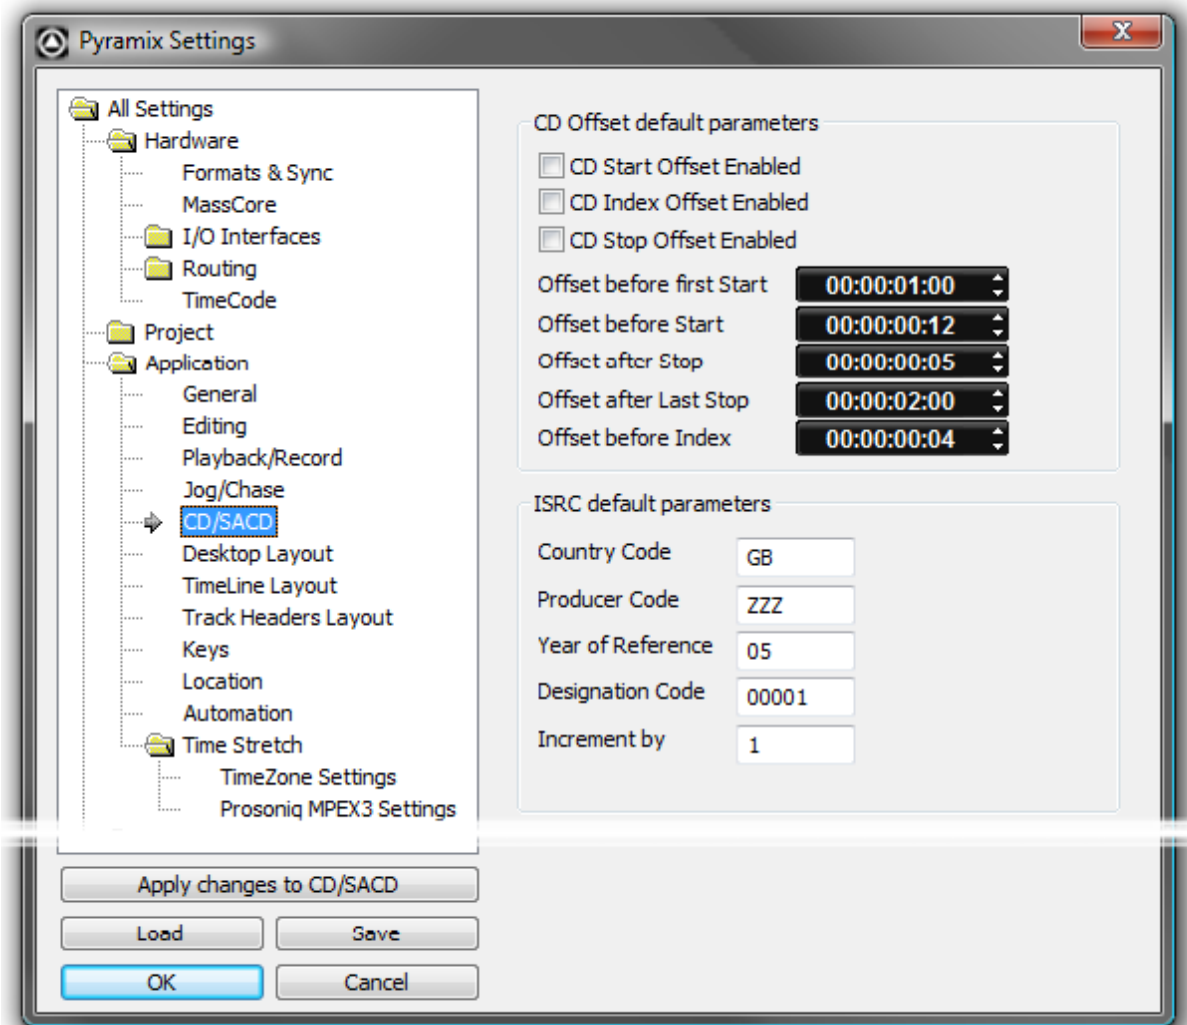 Pyramix Settings
X
All Settings
Hardware
Formats & Sync
MassCore
I/O Interfaces
Routing
TimeCode
Project
Application
General
Editing
Playback/Record
Jog/Chase
CD/SACD
Desktop Layout
TimeLine Layout
Track Headers Layout
Keys
Location
Automation
Time Stretch
TimeZone Settings
Prosoniq MPEX3 Settings
Apply changes to CD/SACD
Load Save
OK Cancel
CD Offset default parameters
CD Start Offset Enabled
CD Index Offset Enabled
CD Stop Offset Enabled
Offset before first Start 00:00:01:00
Offset before Start 00:00:00:12
Offset after Stop 00:00:00:05
Offset after Last Stop 00:00:02:00
Offset before Index 00:00:00:04
ISRC default parameters
Country Code GB
Producer Code ZZZ
Year of Reference 05
Designation Code 00001
Increment by 1